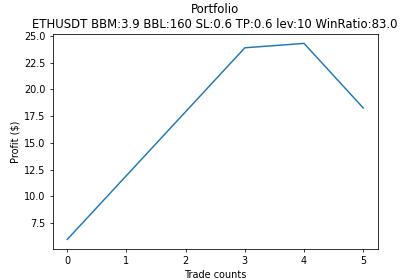 Portfolio
ETHUSDT BBM:3.9 BBL:160 SL:0.6 TP:0.6 lev:10 WinRatio:83.0
25.0
22.5
20.0
17.5
15.0
12.5
10.0
7.5
Profit ($)
0 1 2 3 4 5
Trade counts